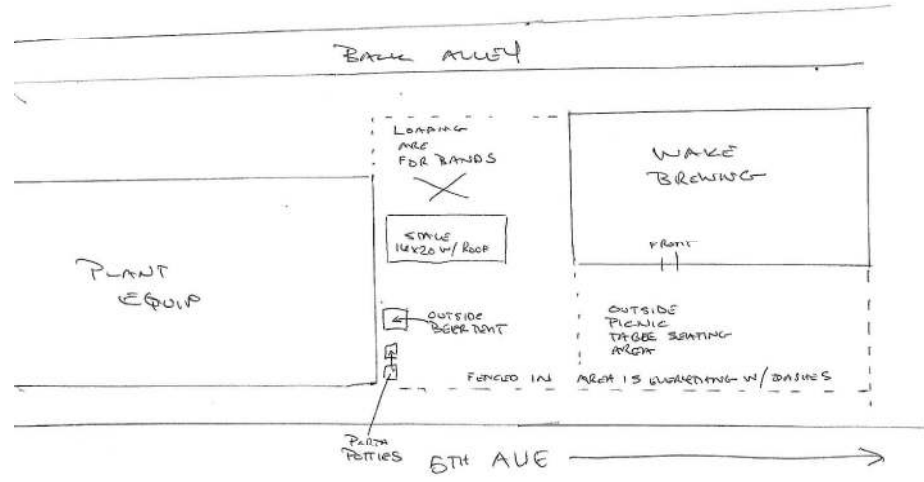 BACK ALLEY
LOADING
ARE
FOR BANDS
WAKE
BREWING
STAGE
16X20 W/ ROOF
FRONT
PLANT
EQUIP
OUTSIDE
BEER TENT
OUTSIDE
PICNIC
TABLE SEATING
AREA
FENCED IN AREA IS EVERYTHING W/ DASHES
PORTA
POTTIES
5TH AVE